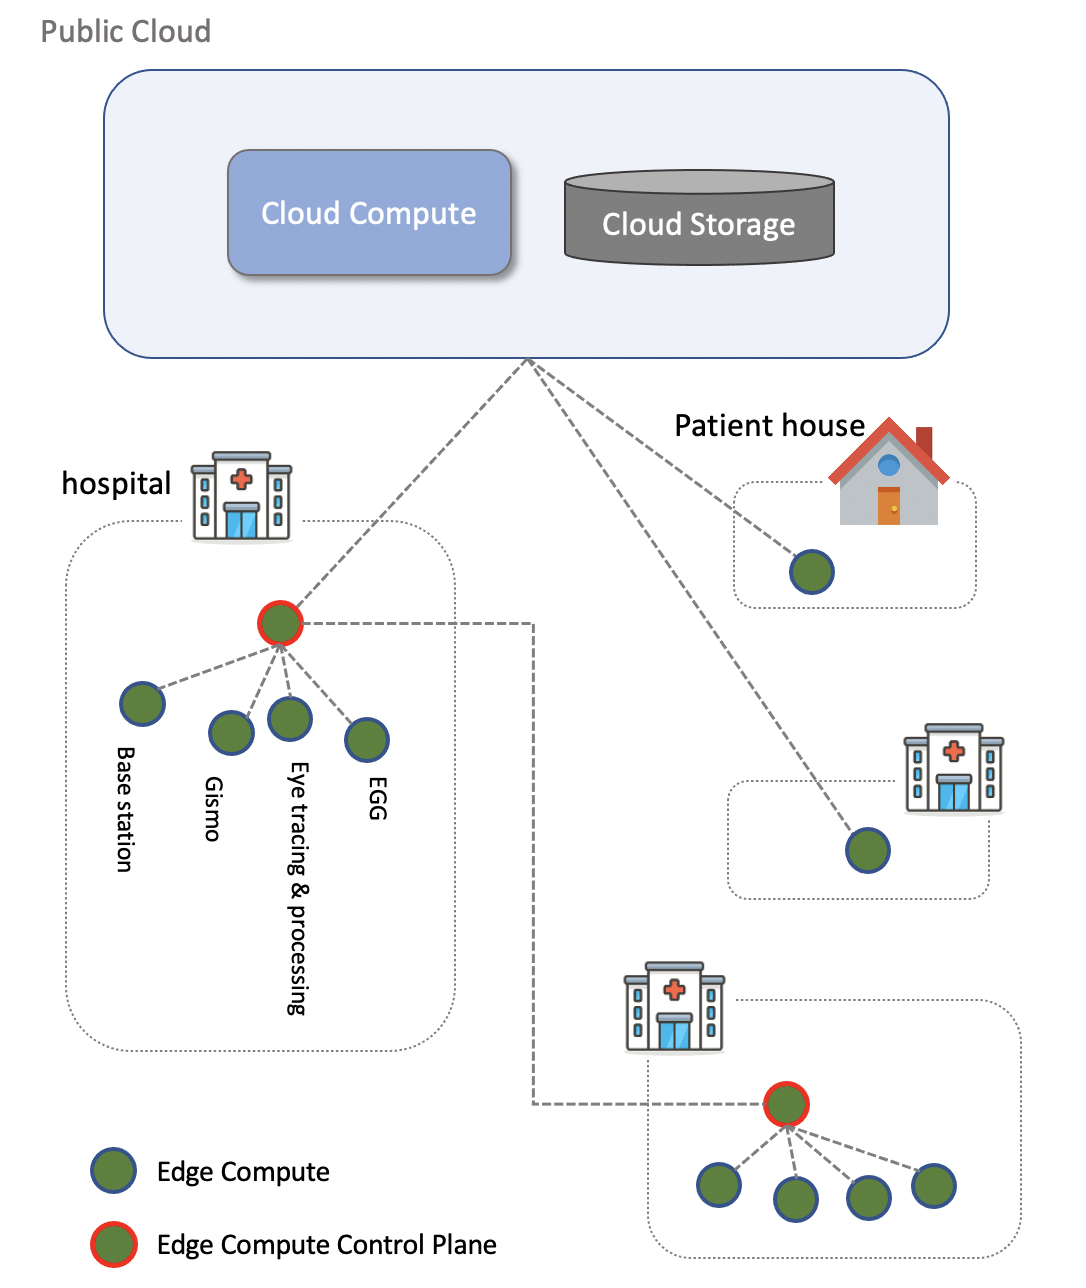 Public Cloud
Cloud Compute
Cloud Storage
Patient house
hospital
Base station
Gismo
Eye tracing & processing
EGG
Edge Compute
Edge Compute Control Plane